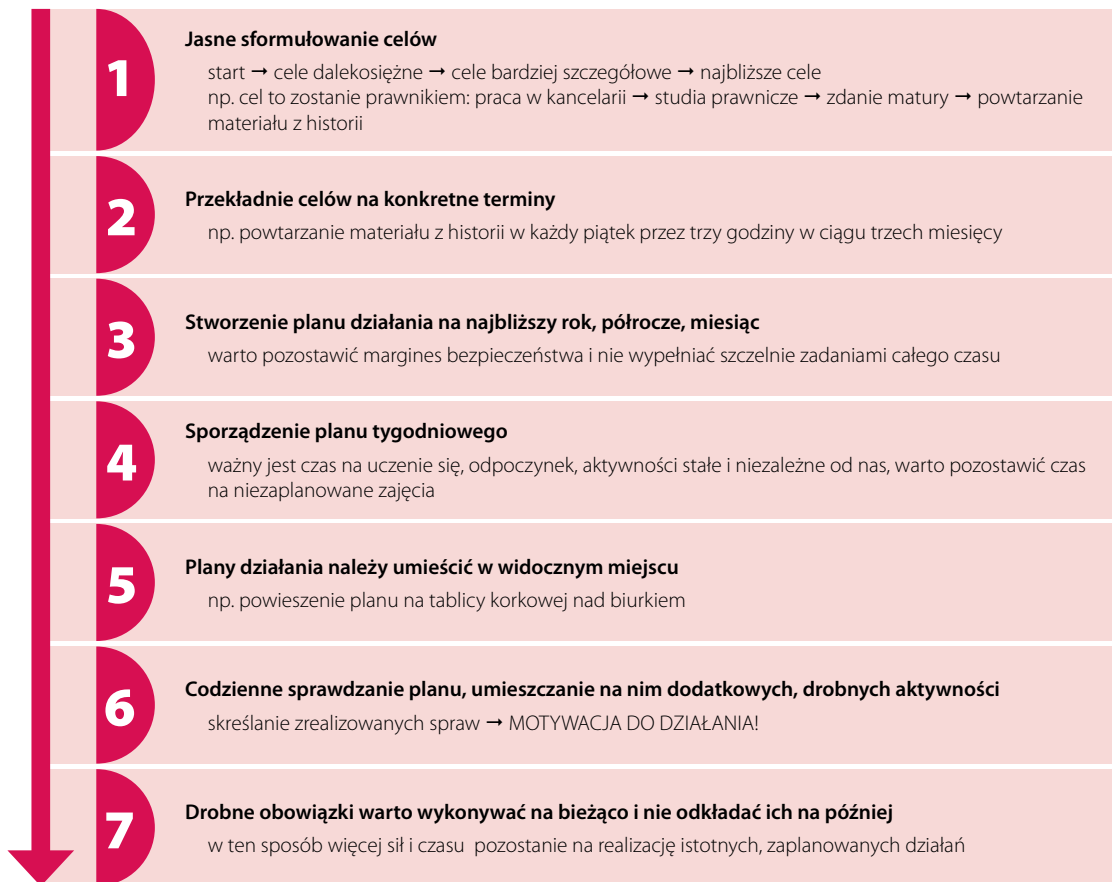 1
Jasne sformułowanie celów
start → cele dalekosiężne → cele bardziej szczegółowe → najbliższe cele
np. cel to zostanie prawnikiem: praca w kancelarii → studia prawnicze → zdanie matury → powtarzanie
materiału z historii
2
Przekładnie celów na konkretne terminy
np. powtarzanie materiału z historii w każdy piątek przez trzy godziny w ciągu trzech miesięcy
3
Stworzenie planu działania na najbliższy rok, półrocze, miesiąc
warto pozostawić margines bezpieczeństwa i nie wypełniać szczelnie zadaniami całego czasu
4
Sporządzenie planu tygodniowego
ważny jest czas na uczenie się, odpoczynek, aktywności stałe i niezależne od nas, warto pozostawić czas
na niezaplanowane zajęcia
5
Plany działania należy umieścić w widocznym miejscu
np. powieszenie planu na tablicy korkowej nad biurkiem
6
Codzienne sprawdzanie planu, umieszczanie na nim dodatkowych, drobnych aktywności
skreślanie zrealizowanych spraw → MOTYWACJA DO DZIAŁANIA!
7
Drobne obowiązki warto wykonywać na bieżąco i nie odkładać ich na później
w ten sposób więcej sił i czasu pozostanie na realizację istotnych, zaplanowanych działań